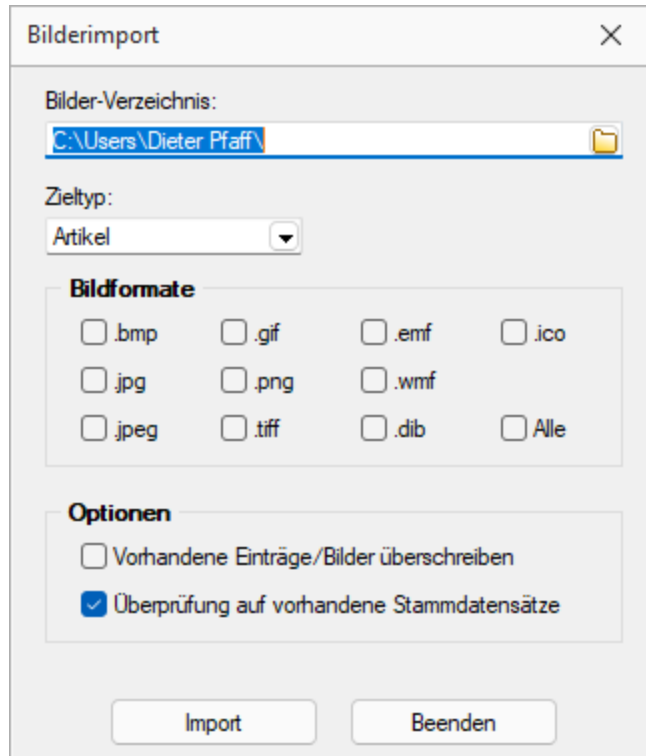 Bilderimport
Bilder-Verzeichnis:
C:\Users\Dieter Pfaff\
Zieltyp:
Artikel
Bildformate
.bmp .gif .emf .ico
.jpg .png .wmf
.jpeg .tiff .dib Alle
Optionen
Vorhandene Einträge/Bilder überschreiben
Überprüfung auf vorhandene Stammdatensätze
Import Beenden